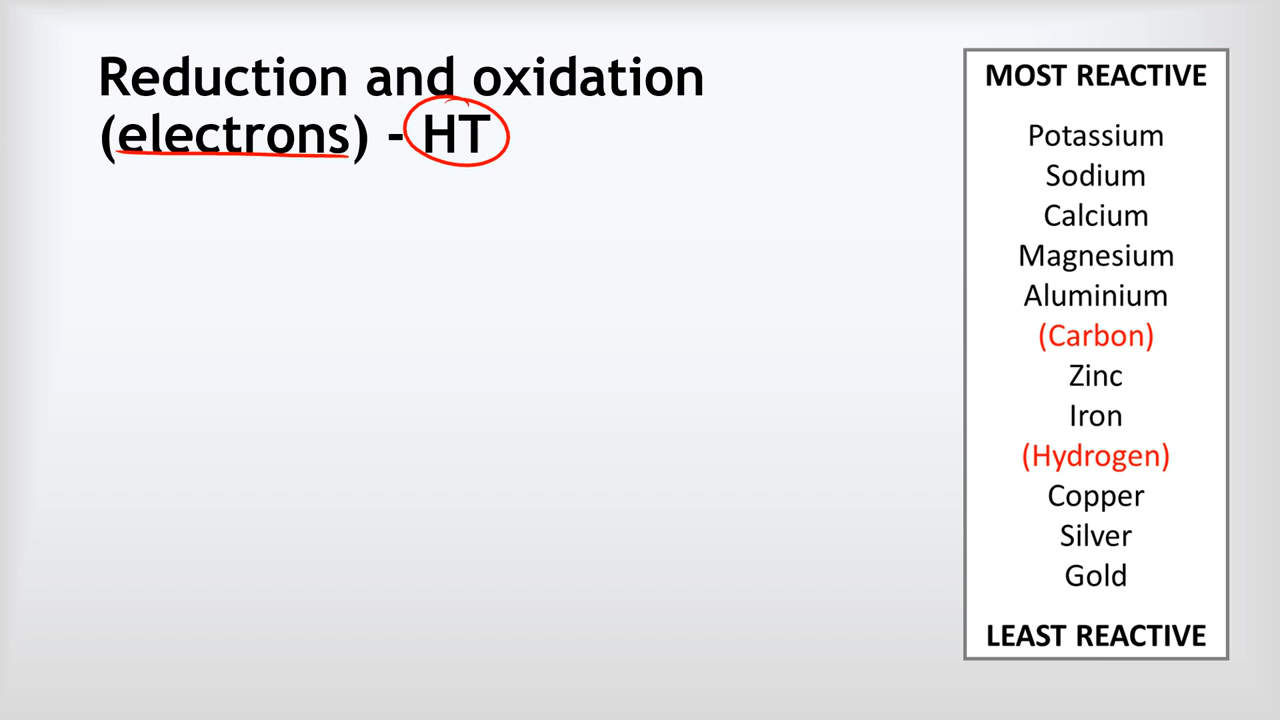 Reduction and oxidation
(electrons) - HT
MOST REACTIVE
Potassium
Sodium
Calcium
Magnesium
Aluminium
(Carbon)
Zinc
Iron
(Hydrogen)
Copper
Silver
Gold
LEAST REACTIVE